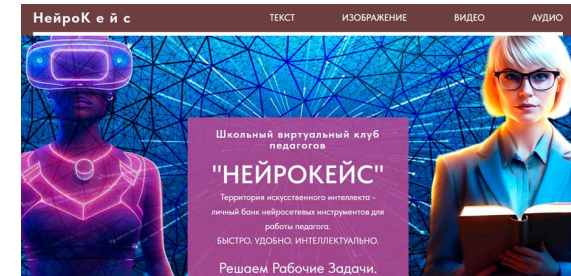 НейроК е й с
ТЕКСТ
ИЗОБРАЖЕНИЕ
ВИДЕО
АУДИО
Школьный виртуальный клуб
педагогов
"НЕЙРОКЕЙС"
Территория искусственного интеллекта -
личный банк нейросетевых инструментов для
работы педагога.
БЫСТРО. УДОБНО. ИНТЕЛЛЕКТУАЛЬНО.
Решаем Рабочие Задачи.